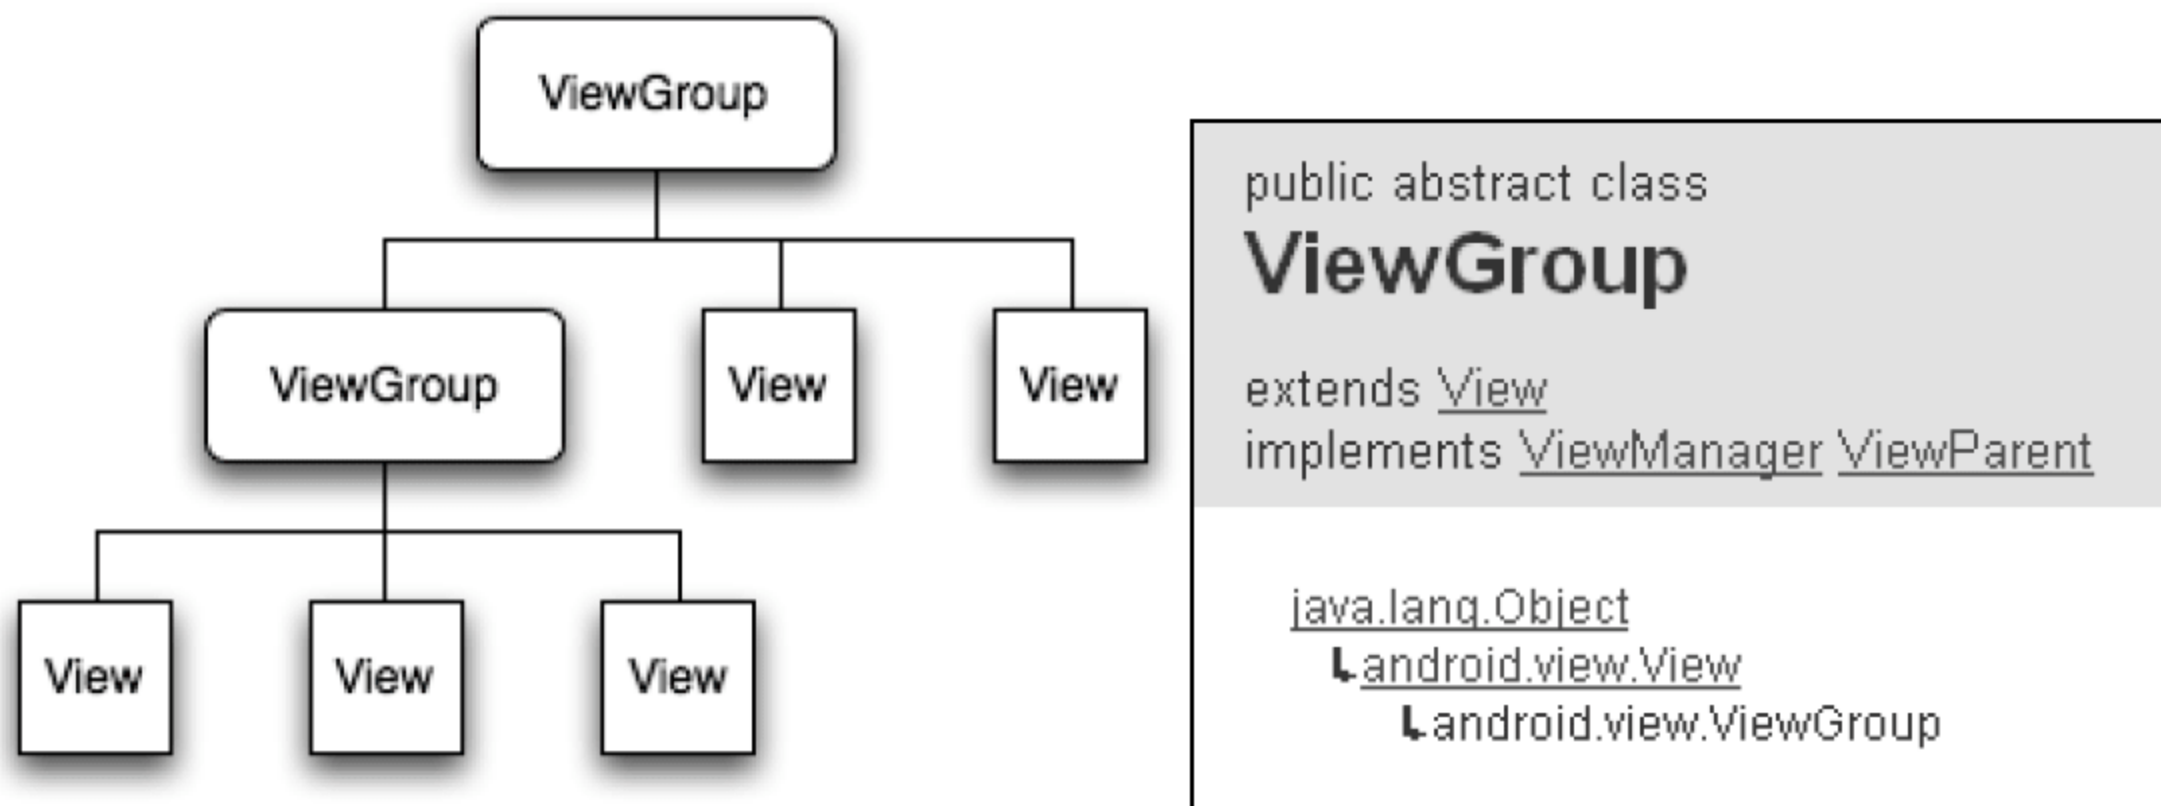 ViewGroup
ViewGroup
View
View
View
View
View
public abstract class
ViewGroup
extends View
implements ViewManager ViewParent
java.lang.Object
android.view.View
android.view.ViewGroup